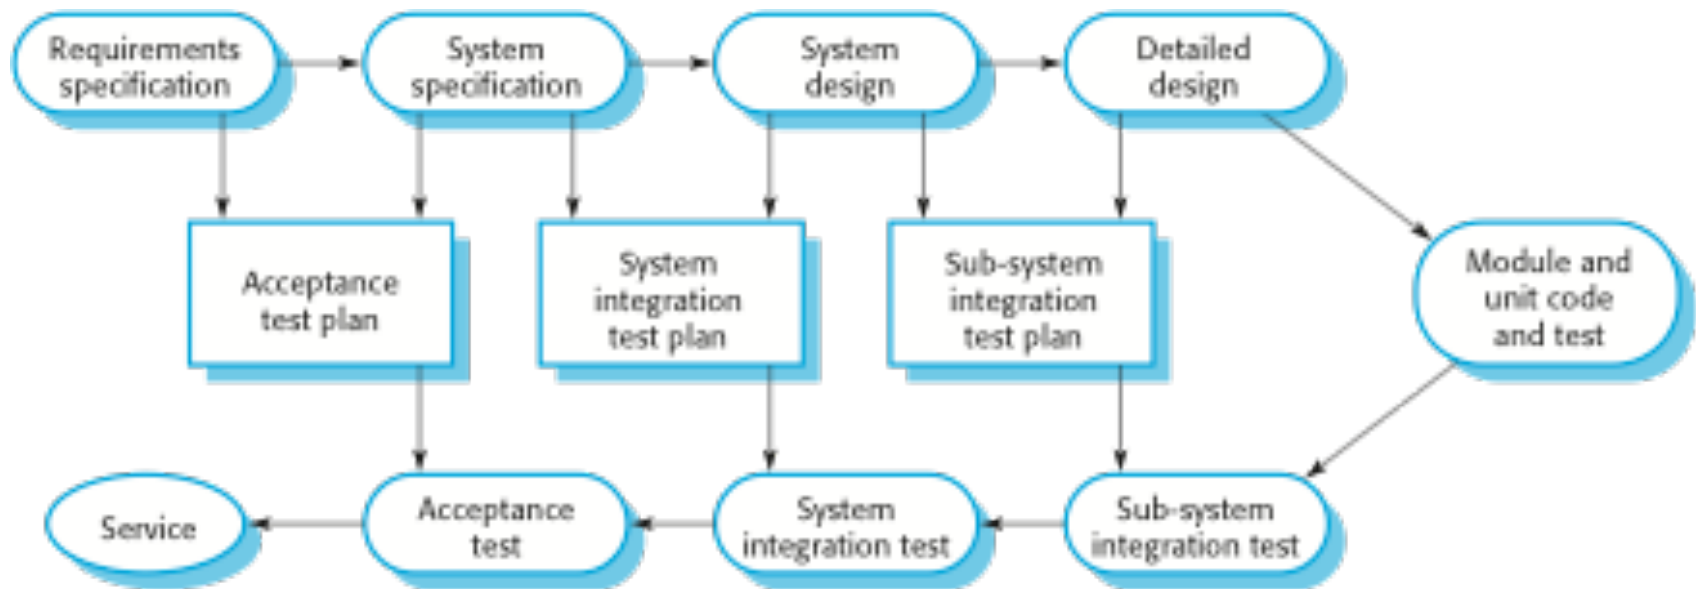 Requirements
specification
System
specification
System
design
Detailed
design
Acceptance
test plan
System
integration
test plan
Sub-system
integration
test plan
Module and
unit code
and test
Service
Acceptance
test
System
integration test
Sub-system
integration test